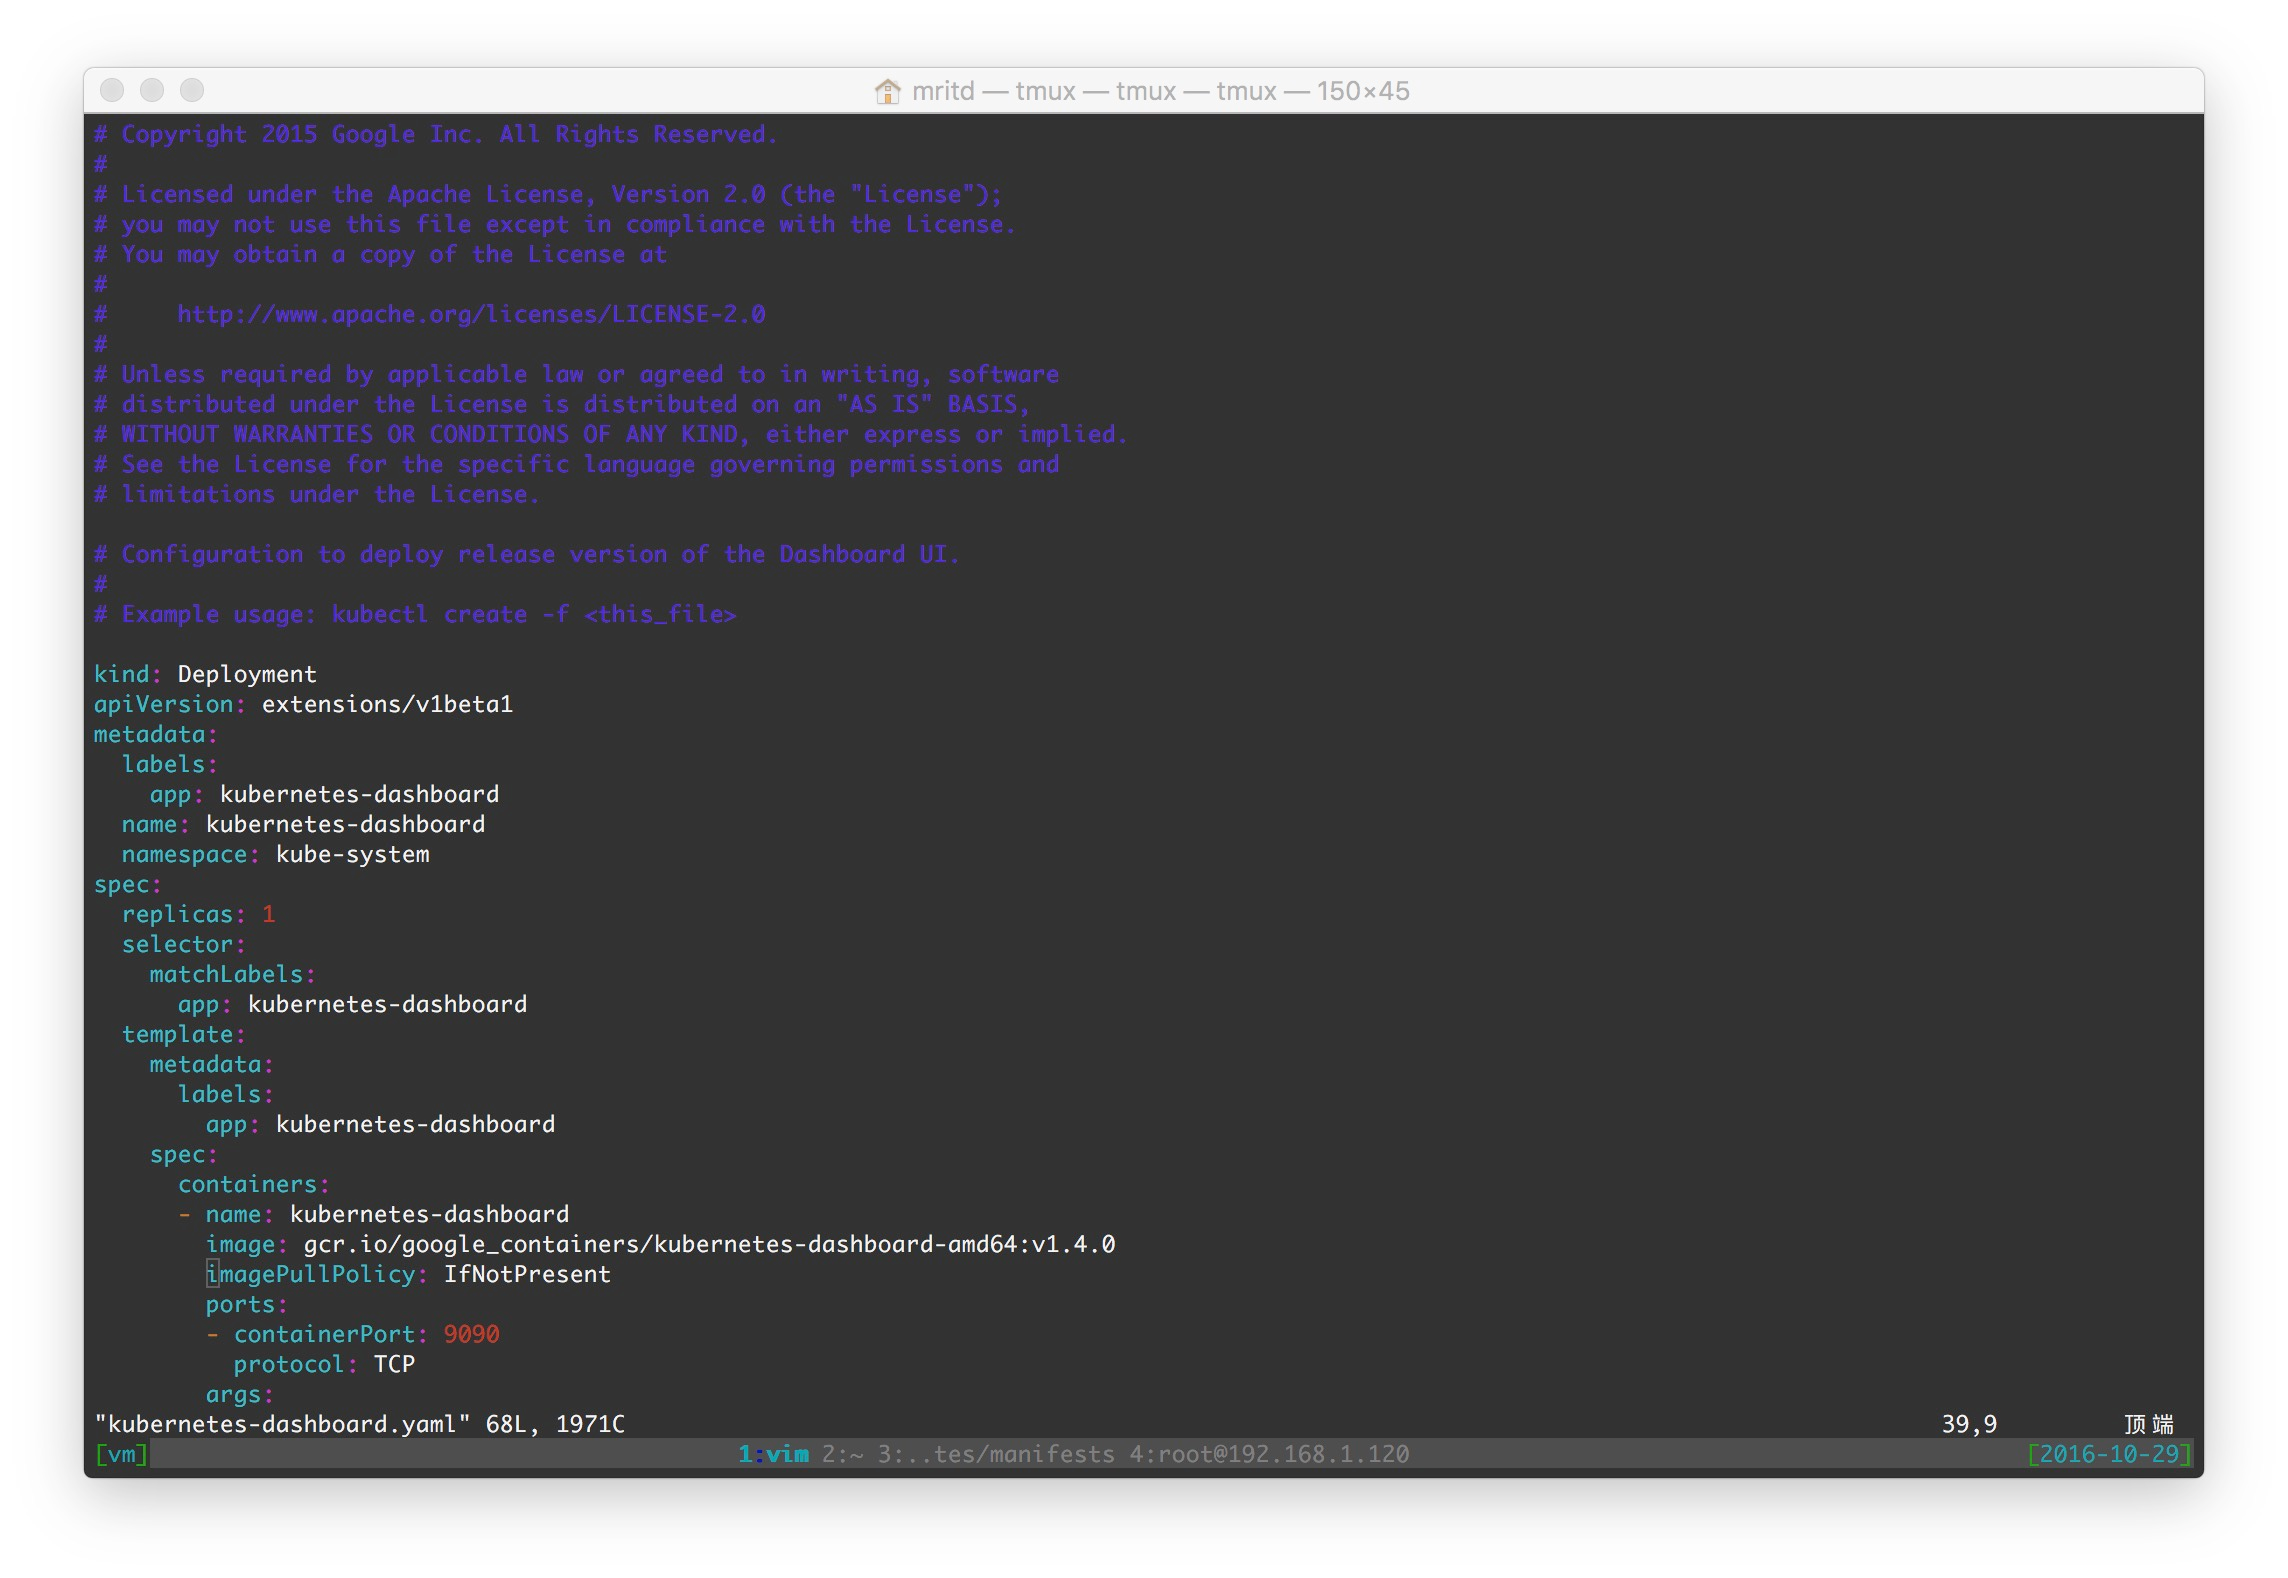 mritd — tmux — tmux — tmux — 150×45
# Copyright 2015 Google Inc. All Rights Reserved.
#
# Licensed under the Apache License, Version 2.0 (the "License");
# you may not use this file except in compliance with the License.
# You may obtain a copy of the License at
#
#     http://www.apache.org/licenses/LICENSE-2.0
#
# Unless required by applicable law or agreed to in writing, software
# distributed under the License is distributed on an "AS IS" BASIS,
# WITHOUT WARRANTIES OR CONDITIONS OF ANY KIND, either express or implied.
# See the License for the specific language governing permissions and
# limitations under the License.

# Configuration to deploy release version of the Dashboard UI.
#
# Example usage: kubectl create -f <this_file>

kind: Deployment
apiVersion: extensions/v1beta1
metadata:
  labels:
    app: kubernetes-dashboard
  name: kubernetes-dashboard
  namespace: kube-system
spec:
  replicas: 1
  selector:
    matchLabels:
      app: kubernetes-dashboard
  template:
    metadata:
      labels:
        app: kubernetes-dashboard
    spec:
      containers:
      - name: kubernetes-dashboard
        image: gcr.io/google_containers/kubernetes-dashboard-amd64:v1.4.0
        imagePullPolicy: IfNotPresent
        ports:
        - containerPort: 9090
          protocol: TCP
        args:
"kubernetes-dashboard.yaml" 68L, 1971C 39,9 顶端
[vm] 1:vim 2:~ 3:..tes/manifests 4:root@192.168.1.120 [2016-10-29]